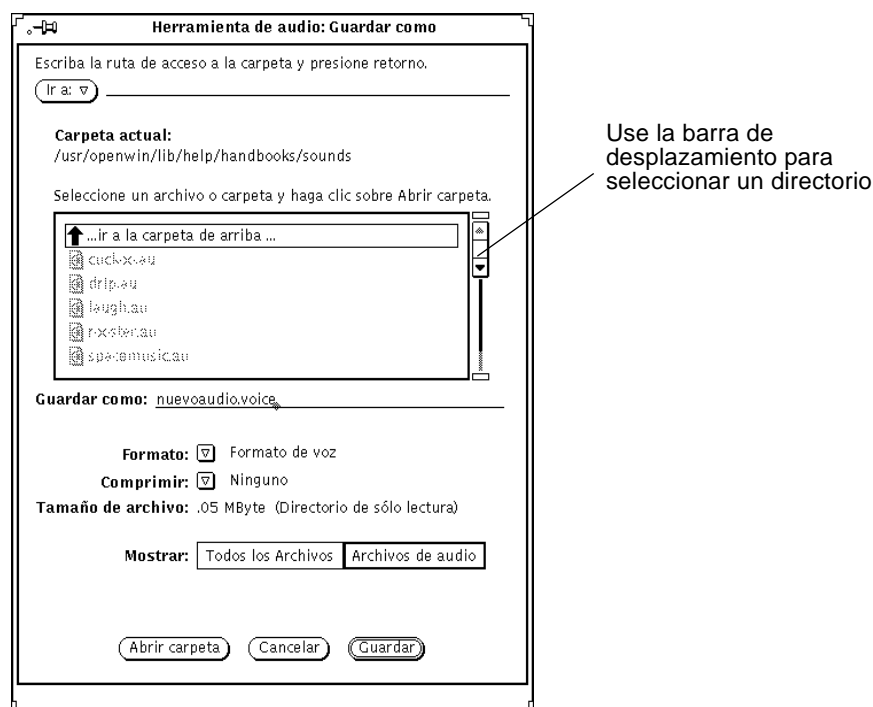 Herramienta de audio: Guardar como
Escriba la ruta de acceso a la carpeta y presione retorno.
Ir a:
Carpeta actual:
/usr/openwin/lib/help/handbooks/sounds
Seleccione un archivo o carpeta y haga clic sobre Abrir carpeta.
...ir a la carpeta de arriba ...
drip.au
laugh.au
spacemusic.au
Guardar como: nuevoaudio.voice
Formato: Formato de voz
Comprimir: Ninguno
Tamaño de archivo: .05 MByte (Directorio de sólo lectura)
Mostrar: Todos los Archivos Archivos de audio
Abrir carpeta Cancelar Guardar
Use la barra de
desplazamiento para
seleccionar un directorio